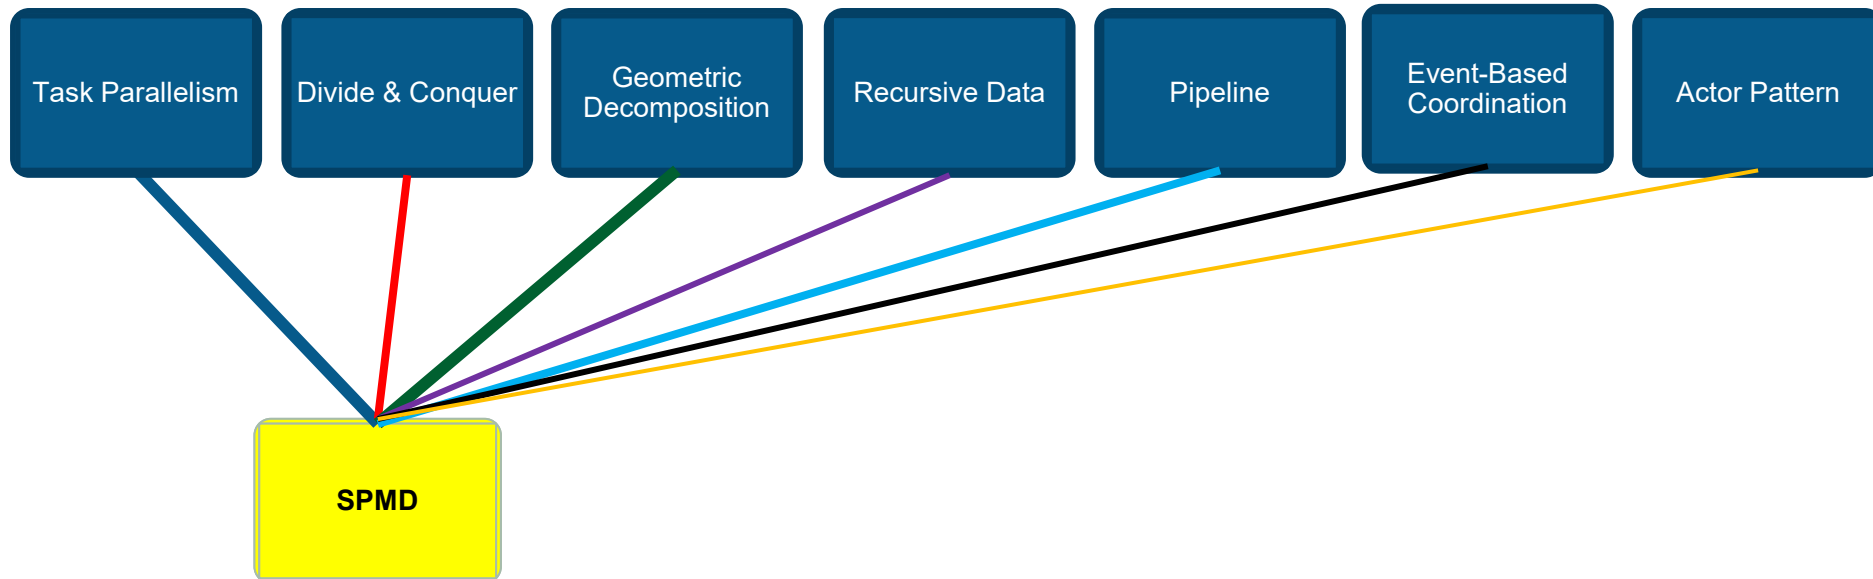 Task Parallelism
Divide & Conquer
Geometric
Decomposition
Recursive Data
Pipeline
Event-Based
Coordination
Actor Pattern
SPMD